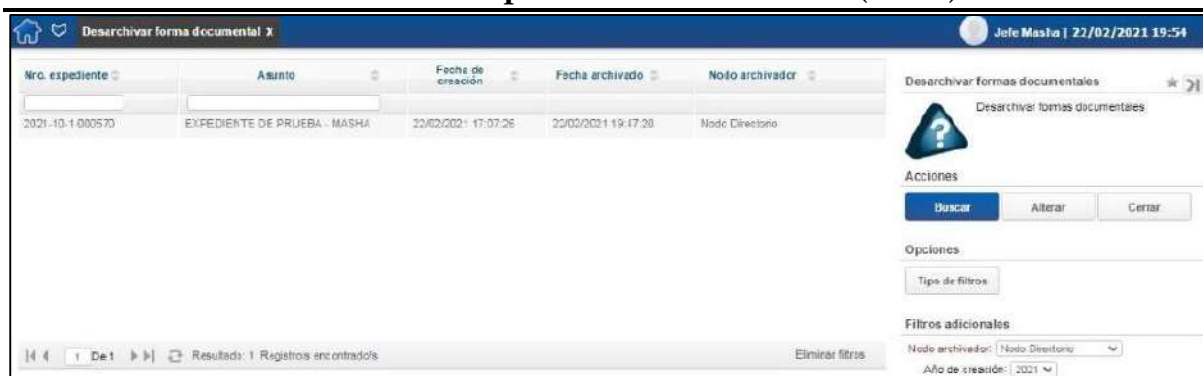 Desarchivar forma documental X
Jefe Masha | 22/02/2021 19:54
Nro. expediente
Asunto
Fecha de creación
Fecha archivado
Nodo archivador
2021-10-1-000570
EXPEDIENTE DE PRUEBA - MASHA
22/02/2021 17:07:26
22/02/2021 19:47:20
Nodo Directorio
Desarchivar formas documentales
Desarchivar formas documentales
Acciones
Buscar
Alterar
Cerrar
Opciones
Tipo de filtros
Filtros adicionales
Nodo archivador: Nodo Directorio
Año de creación: 2021
1 De 1
Resultado: 1 Registro/s encontrado/s
Eliminar filtros